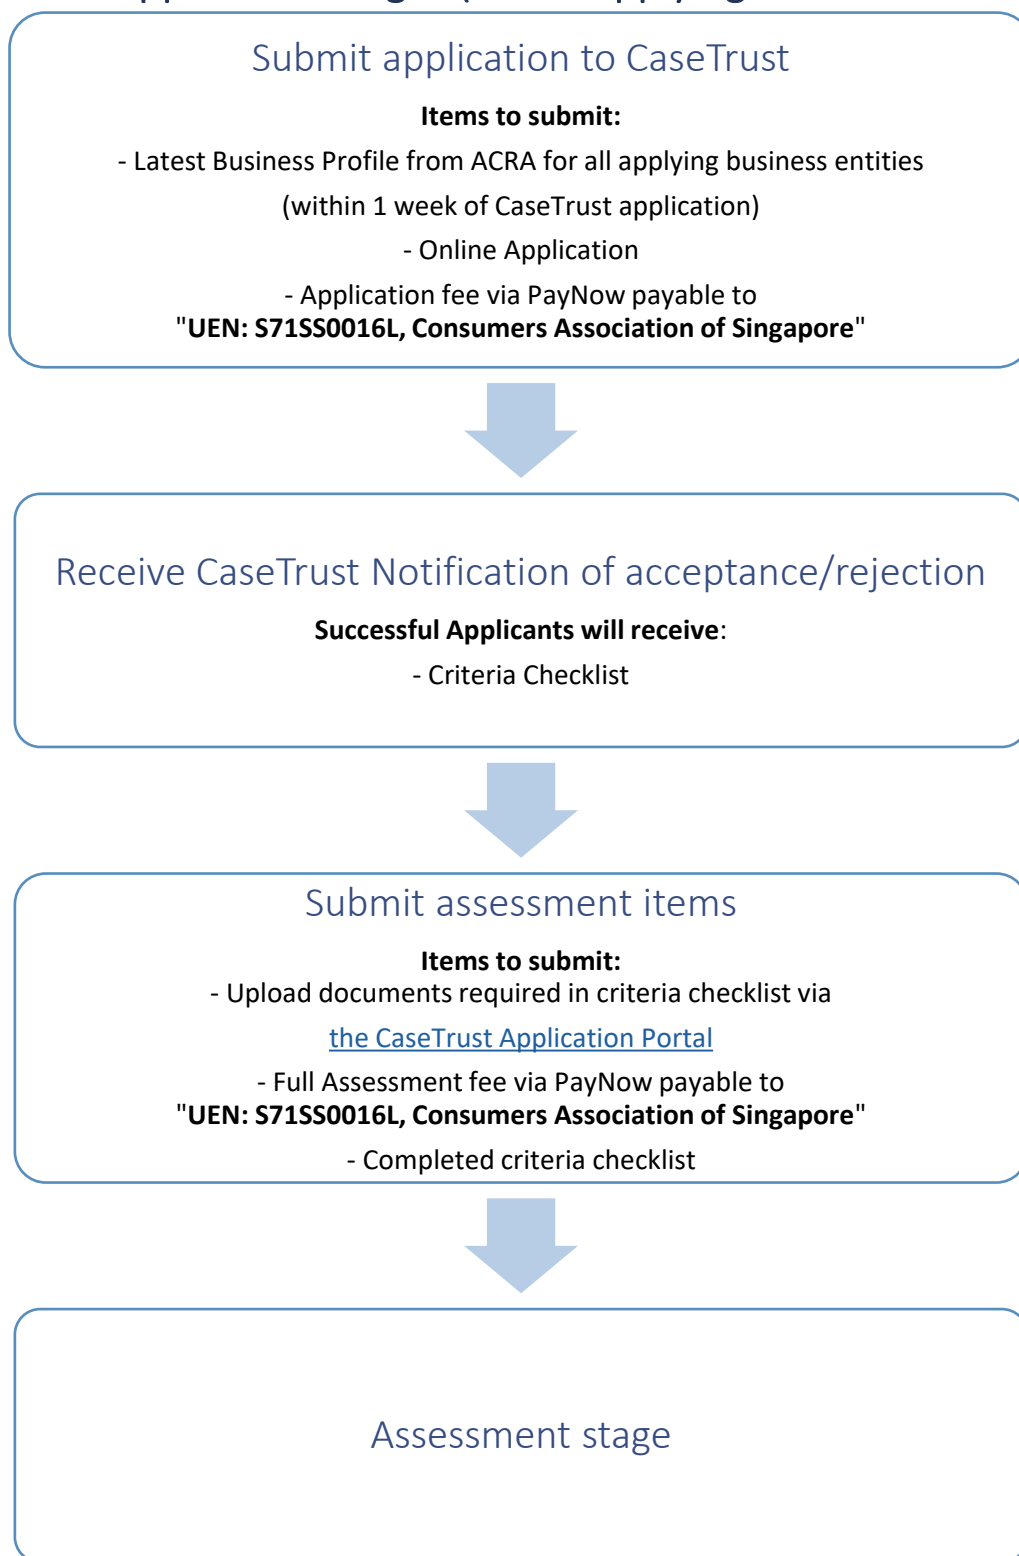 Submit application to CaseTrust
Items to submit:
- Latest Business Profile from ACRA for all applying business entities
(within 1 week of CaseTrust application)
- Online Application
- Application fee via PayNow payable to
"UEN: S71SS0016L, Consumers Association of Singapore"
Receive CaseTrust Notification of acceptance/rejection
Successful Applicants will receive:
- Criteria Checklist
Submit assessment items
Items to submit:
- Upload documents required in criteria checklist via
the CaseTrust Application Portal
- Full Assessment fee via PayNow payable to
"UEN: S71SS0016L, Consumers Association of Singapore"
- Completed criteria checklist
Assessment stage